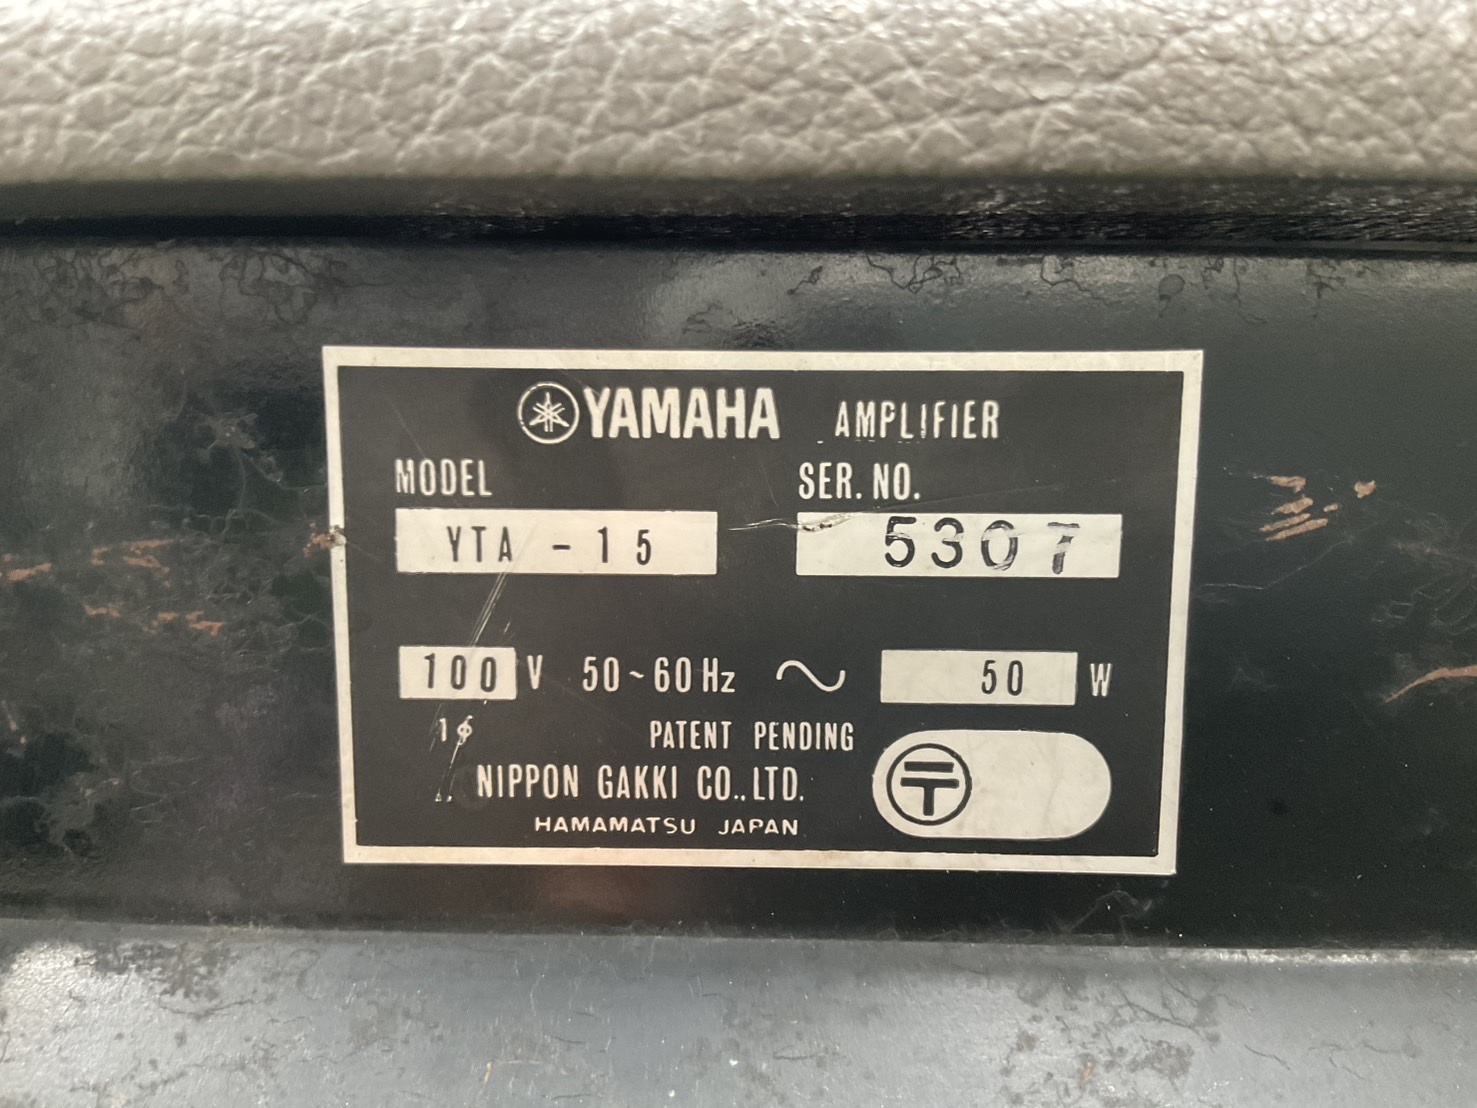 YAMAHA AMPLIFIER
MODEL SER. NO.
YTA - 15 5307
100 V 50~60 Hz ~ 50 W
1ϕ PATENT PENDING
NIPPON GAKKI CO., LTD. 〒
HAMAMATSU JAPAN